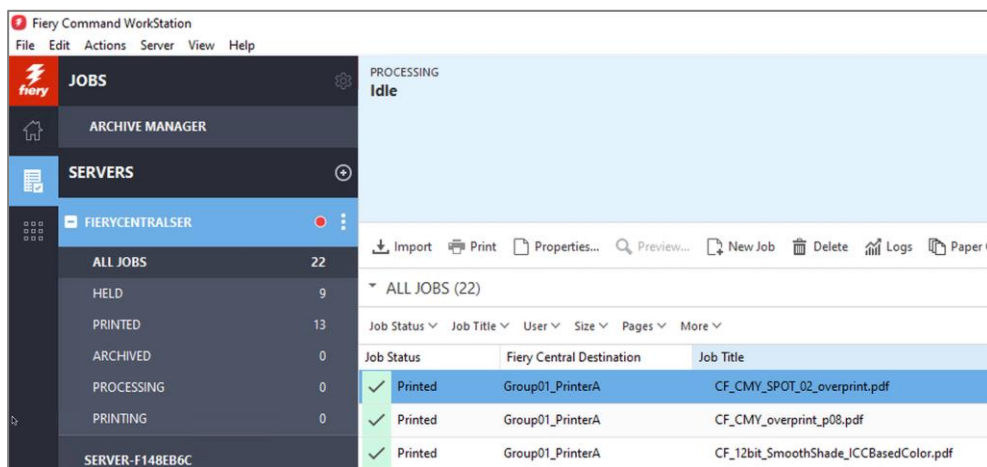 Fiery Command WorkStation
File Edit Actions Server View Help
fiery
JOBS
ARCHIVE MANAGER
SERVERS
FIERYCENTRALSER
ALL JOBS 22
HELD 9
PRINTED 13
ARCHIVED 0
PROCESSING 0
PRINTING 0
SERVER-F148EB6C
PROCESSING
Idle
Import Print Properties... Preview... New Job Delete Logs Paper
ALL JOBS (22)
Job Status Job Title User Size Pages More
Job Status Fiery Central Destination Job Title
Printed Group01_PrinterA CF_CMY_SPOT_02_overprint.pdf
Printed Group01_PrinterA CF_CMY_overprint_p08.pdf
Printed Group01_PrinterA CF_12bit_SmoothShade_ICCBasedColor.pdf